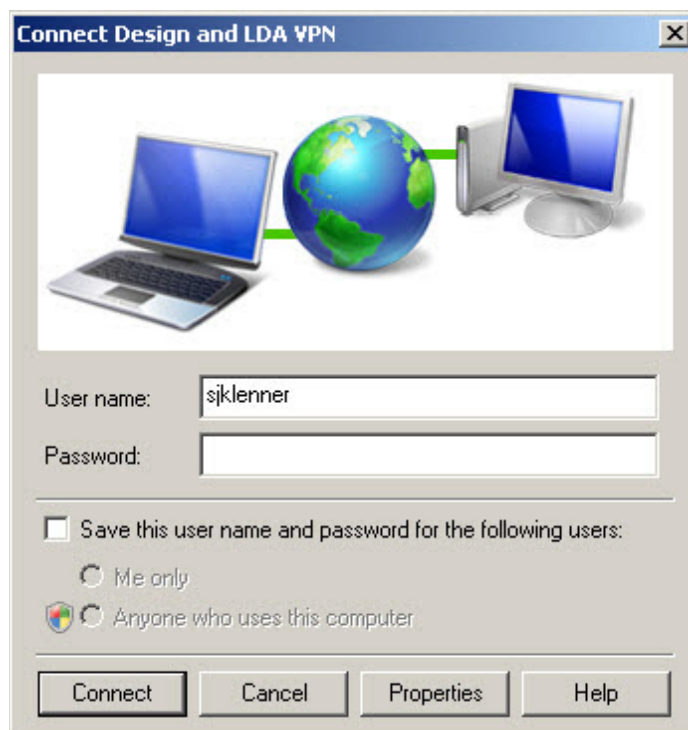 Connect Design and LDA VPN
User name:
sjklenner
Password:
Save this user name and password for the following users:
Me only
Anyone who uses this computer
Connect
Cancel
Properties
Help